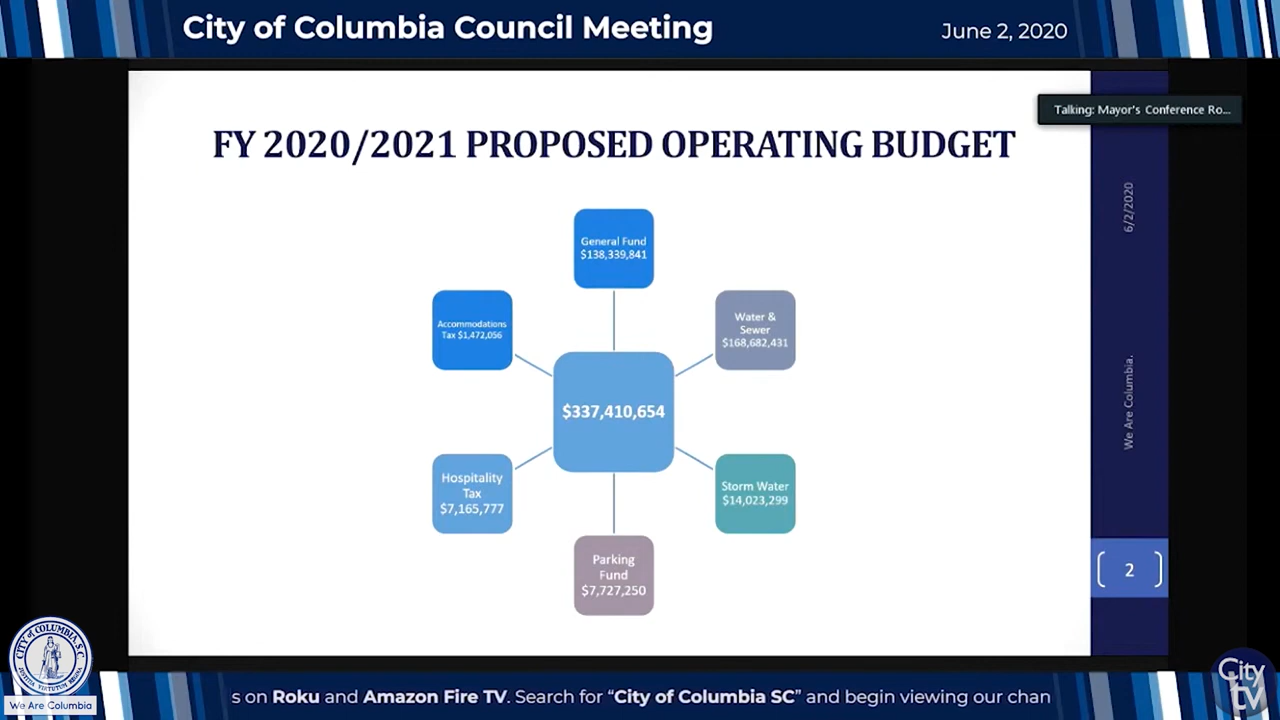 City of Columbia Council Meeting
June 2, 2020
Talking: Mayor's Conference Ro...
FY 2020/2021 PROPOSED OPERATING BUDGET
6/2/2020
General Fund
$138,339,841
Accommodations
Tax $1,472,056
Water &
Sewer
$168,682,431
$337,410,654
We Are Columbia.
Hospitality
Tax
$7,165,777
Storm Water
$14,023,299
Parking
Fund
$7,727,250
2
CITY OF COLUMBIA, S.C.
We Are Columbia
s on Roku and Amazon Fire TV. Search for “City of Columbia SC” and begin viewing our chan
City
tv